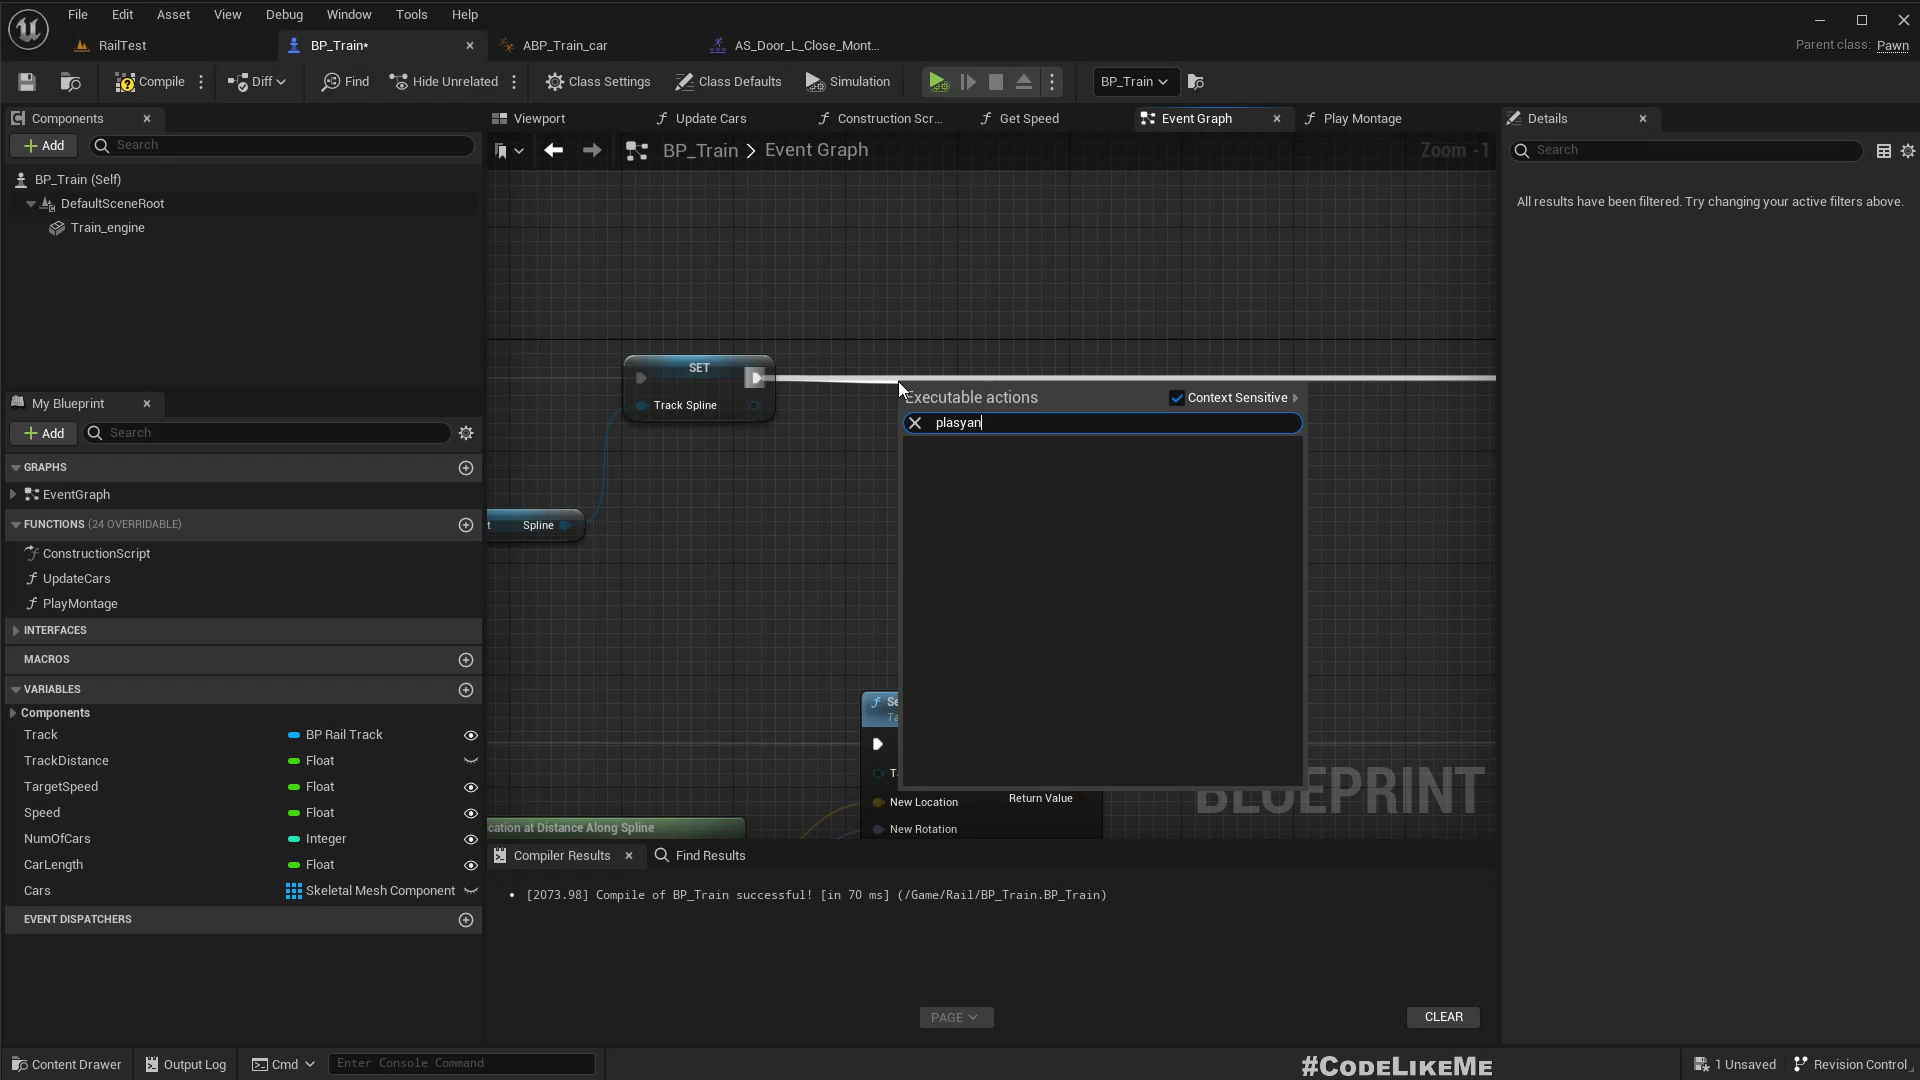 File Edit Asset View Debug Window Tools Help
RailTest BP_Train* ABP_Train_car AS_Door_L_Close_Mont...
Parent class: Pawn
Compile Diff Find Hide Unrelated Class Settings Class Defaults Simulation BP_Train
Components
Viewport Update Cars Construction Scr... Get Speed Event Graph Play Montage
Details
Add Search
BP_Train Event Graph
Zoom -1
Search
BP_Train (Self)
DefaultSceneRoot
Train_engine
All results have been filtered. Try changing your active filters above.
SET
Track Spline
t Spline
Executable actions Context Sensitive
plasyan
My Blueprint
Add Search
GRAPHS
EventGraph
FUNCTIONS (24 OVERRIDABLE)
ConstructionScript
UpdateCars
PlayMontage
INTERFACES
MACROS
VARIABLES
Components
Track BP Rail Track
TrackDistance Float
TargetSpeed Float
Speed Float
NumOfCars Integer
CarLength Float
Cars Skeletal Mesh Component
EVENT DISPATCHERS
Se
Ta
T
New Location Return Value
New Rotation
cation at Distance Along Spline
BLUEPRINT
Compiler Results Find Results
[2073.98] Compile of BP_Train successful! [in 70 ms] (/Game/Rail/BP_Train.BP_Train)
PAGE CLEAR
Content Drawer Output Log Cmd Enter Console Command
#CODELIKEME
1 Unsaved Revision Control